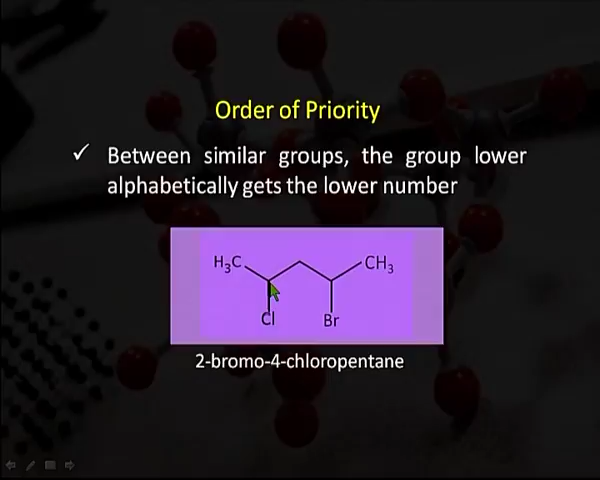 Order of Priority
✓ Between similar groups, the group lower
alphabetically gets the lower number
H₃C
CH₃
Cl
Br
2-bromo-4-chloropentane